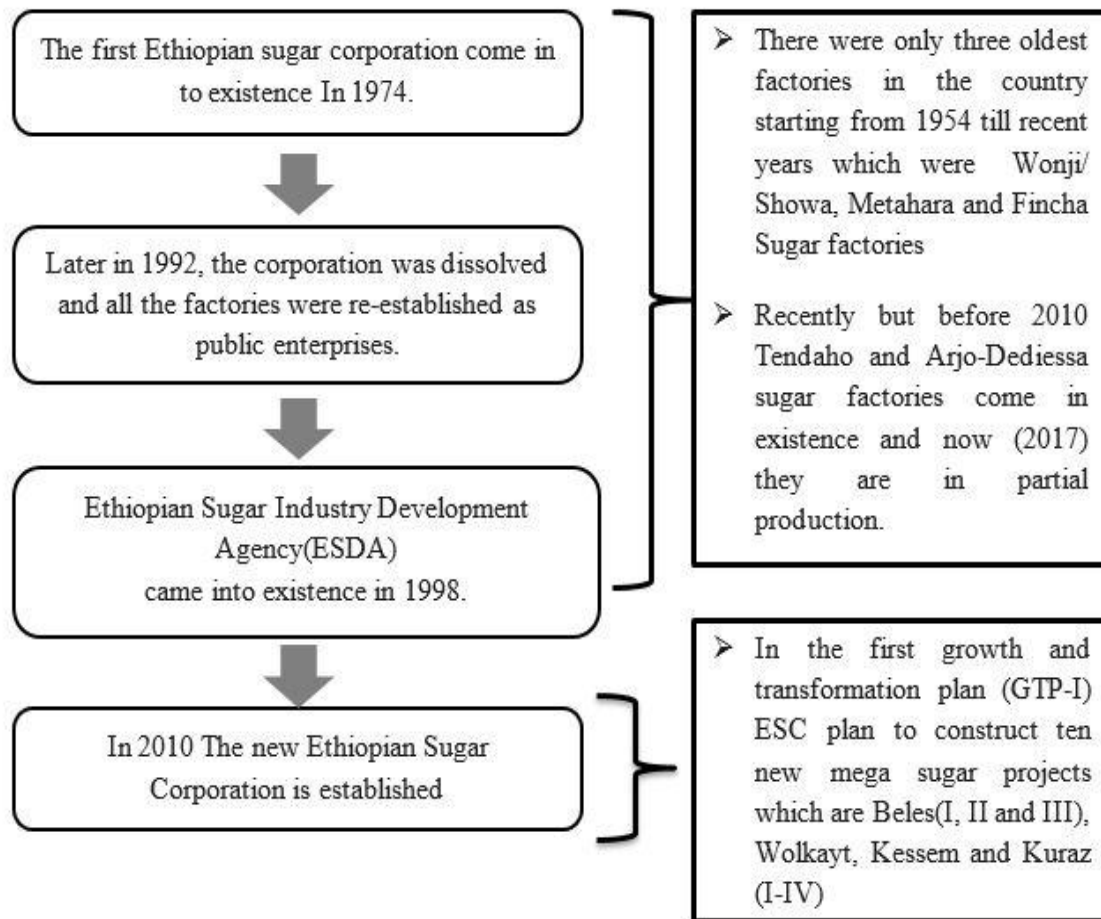 The first Ethiopian sugar corporation come in
to existence In 1974.
Later in 1992, the corporation was dissolved
and all the factories were re-established as
public enterprises.
Ethiopian Sugar Industry Development
Agency(ESDA)
came into existence in 1998.
In 2010 The new Ethiopian Sugar
Corporation is established
➢ There were only three oldest
factories in the country
starting from 1954 till recent
years which were Wonji/
Showa, Metahara and Fincha
Sugar factories
➢ Recently but before 2010
Tendaho and Arjo-Dediessa
sugar factories come in
existence and now (2017)
they are in partial
production.
➢ In the first growth and
transformation plan (GTP-I)
ESC plan to construct ten
new mega sugar projects
which are Beles(I, II and III),
Wolkayt, Kessem and Kuraz
(I-IV)